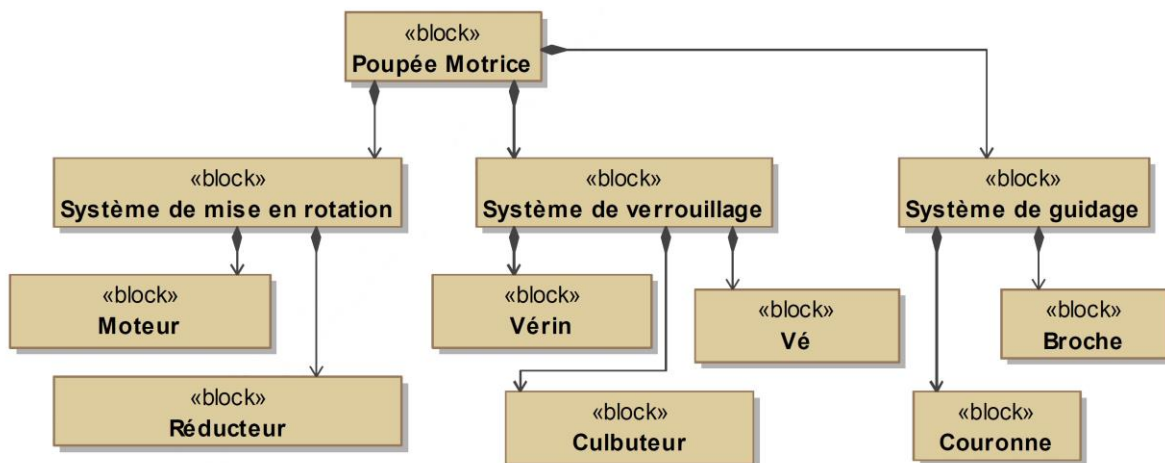 «block»
Poupée Motrice
«block»
Système de mise en rotation
«block»
Système de verrouillage
«block»
Système de guidage
«block»
Moteur
«block»
Vérin
«block»
Vé
«block»
Broche
«block»
Réducteur
«block»
Culbuteur
«block»
Couronne